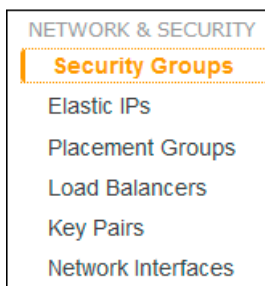 NETWORK & SECURITY
Security Groups
Elastic IPs
Placement Groups
Load Balancers
Key Pairs
Network Interfaces